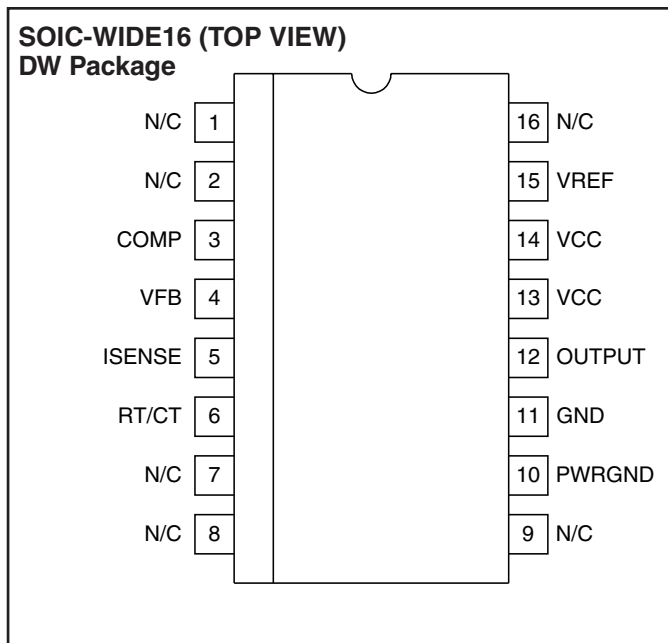 SOIC-WIDE16 (TOP VIEW)
DW Package
N/C 1 16 N/C
N/C 2 15 VREF
COMP 3 14 VCC
VFB 4 13 VCC
ISENSE 5 12 OUTPUT
RT/CT 6 11 GND
N/C 7 10 PWRGND
N/C 8 9 N/C